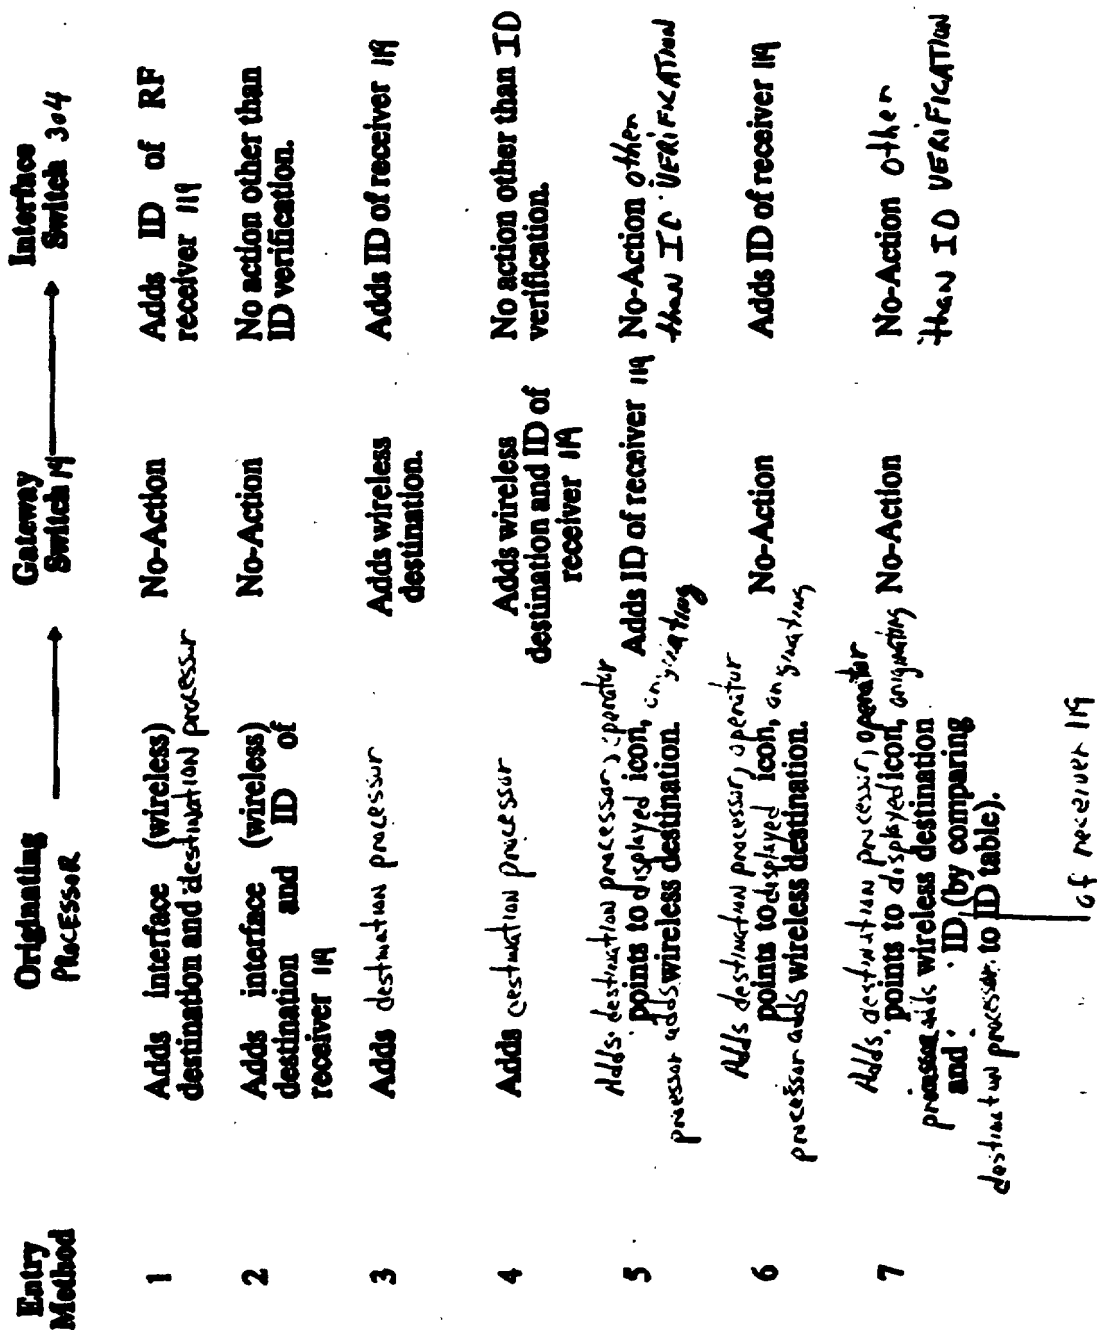 Entry Method
Originating PROCESSOR
Gateway Switch 19
Interface Switch 304
1
Adds interface (wireless)
destination and destination processor
No-Action
Adds ID of RF
receiver 119
2
Adds interface (wireless)
destination and ID of
receiver 119
No-Action
No action other than
ID verification.
3
Adds destination processor
Adds wireless
destination.
Adds ID of receiver 119
4
Adds destination processor
Adds wireless
destination and ID of
receiver 119
No action other than ID
verification.
5
Adds destination processor, operator
points to displayed icon, originating
processor adds wireless destination.
Adds ID of receiver 119
No-Action other
than ID VERIFICATION
6
Adds destination processor, operator
points to displayed icon, originating
processor adds wireless destination.
No-Action
Adds ID of receiver 119
7
Adds destination processor, operator
points to displayed icon, originating
processor adds wireless destination
and ID (by comparing
destination processor to ID table).
of receiver 119
No-Action
No-Action other
than ID VERIFICATION